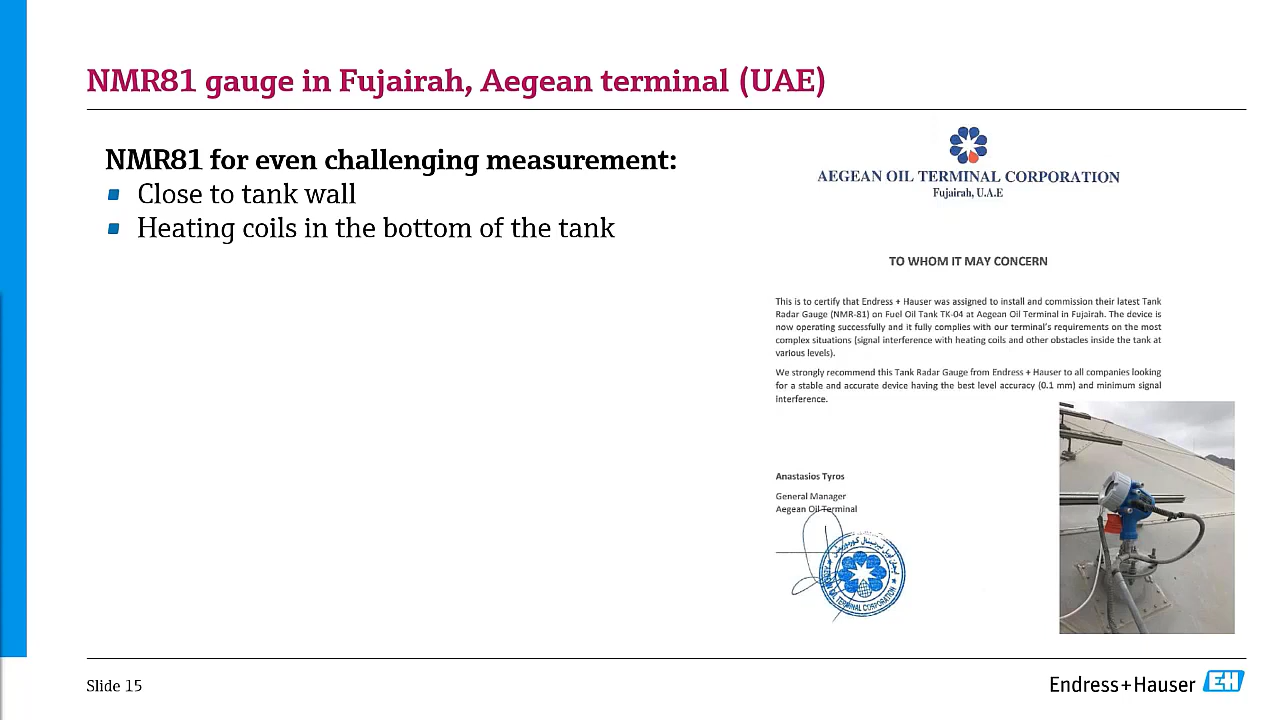 NMR81 gauge in Fujairah, Aegean terminal (UAE)
NMR81 for even challenging measurement:
Close to tank wall
Heating coils in the bottom of the tank
AEGEAN OIL TERMINAL CORPORATION
Fujairah, U.A.E
TO WHOM IT MAY CONCERN
This is to certify that Endress + Hauser was assigned to install and commission their latest Tank
Radar Gauge (NMR-81) on Fuel Oil Tank TK-04 at Aegean Oil Terminal in Fujairah. The device is
now operating successfully and it fully complies with our terminal's requirements on the most
complex situations (signal interference with heating coils and other obstacles inside the tank at
various levels).
We strongly recommend this Tank Radar Gauge from Endress + Hauser to all companies looking
for a stable and accurate device having the best level accuracy (0.1 mm) and minimum signal
interference.
Anastasios Tyros
General Manager
Aegean Oil Terminal
TERMINAL CORPORATION
Slide 15
Endress+Hauser EH